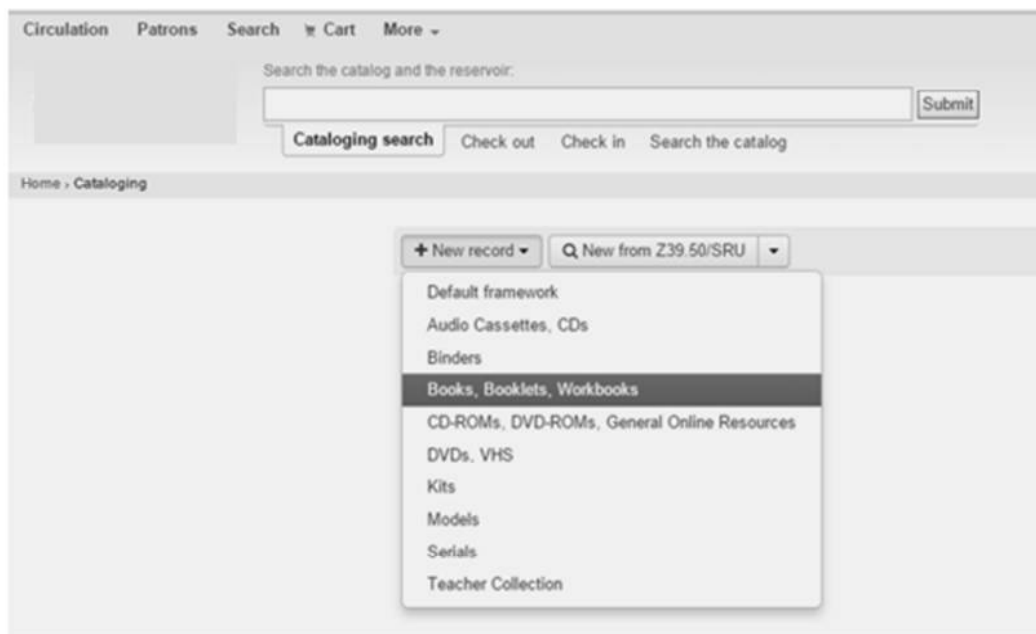 Circulation Patrons Search Cart More
Search the catalog and the reservoir:
Submit
Cataloging search Check out Check in Search the catalog
Home › Cataloging
+ New record New from Z39.50/SRU
Default framework
Audio Cassettes, CDs
Binders
Books, Booklets, Workbooks
CD-ROMs, DVD-ROMs, General Online Resources
DVDs, VHS
Kits
Models
Serials
Teacher Collection